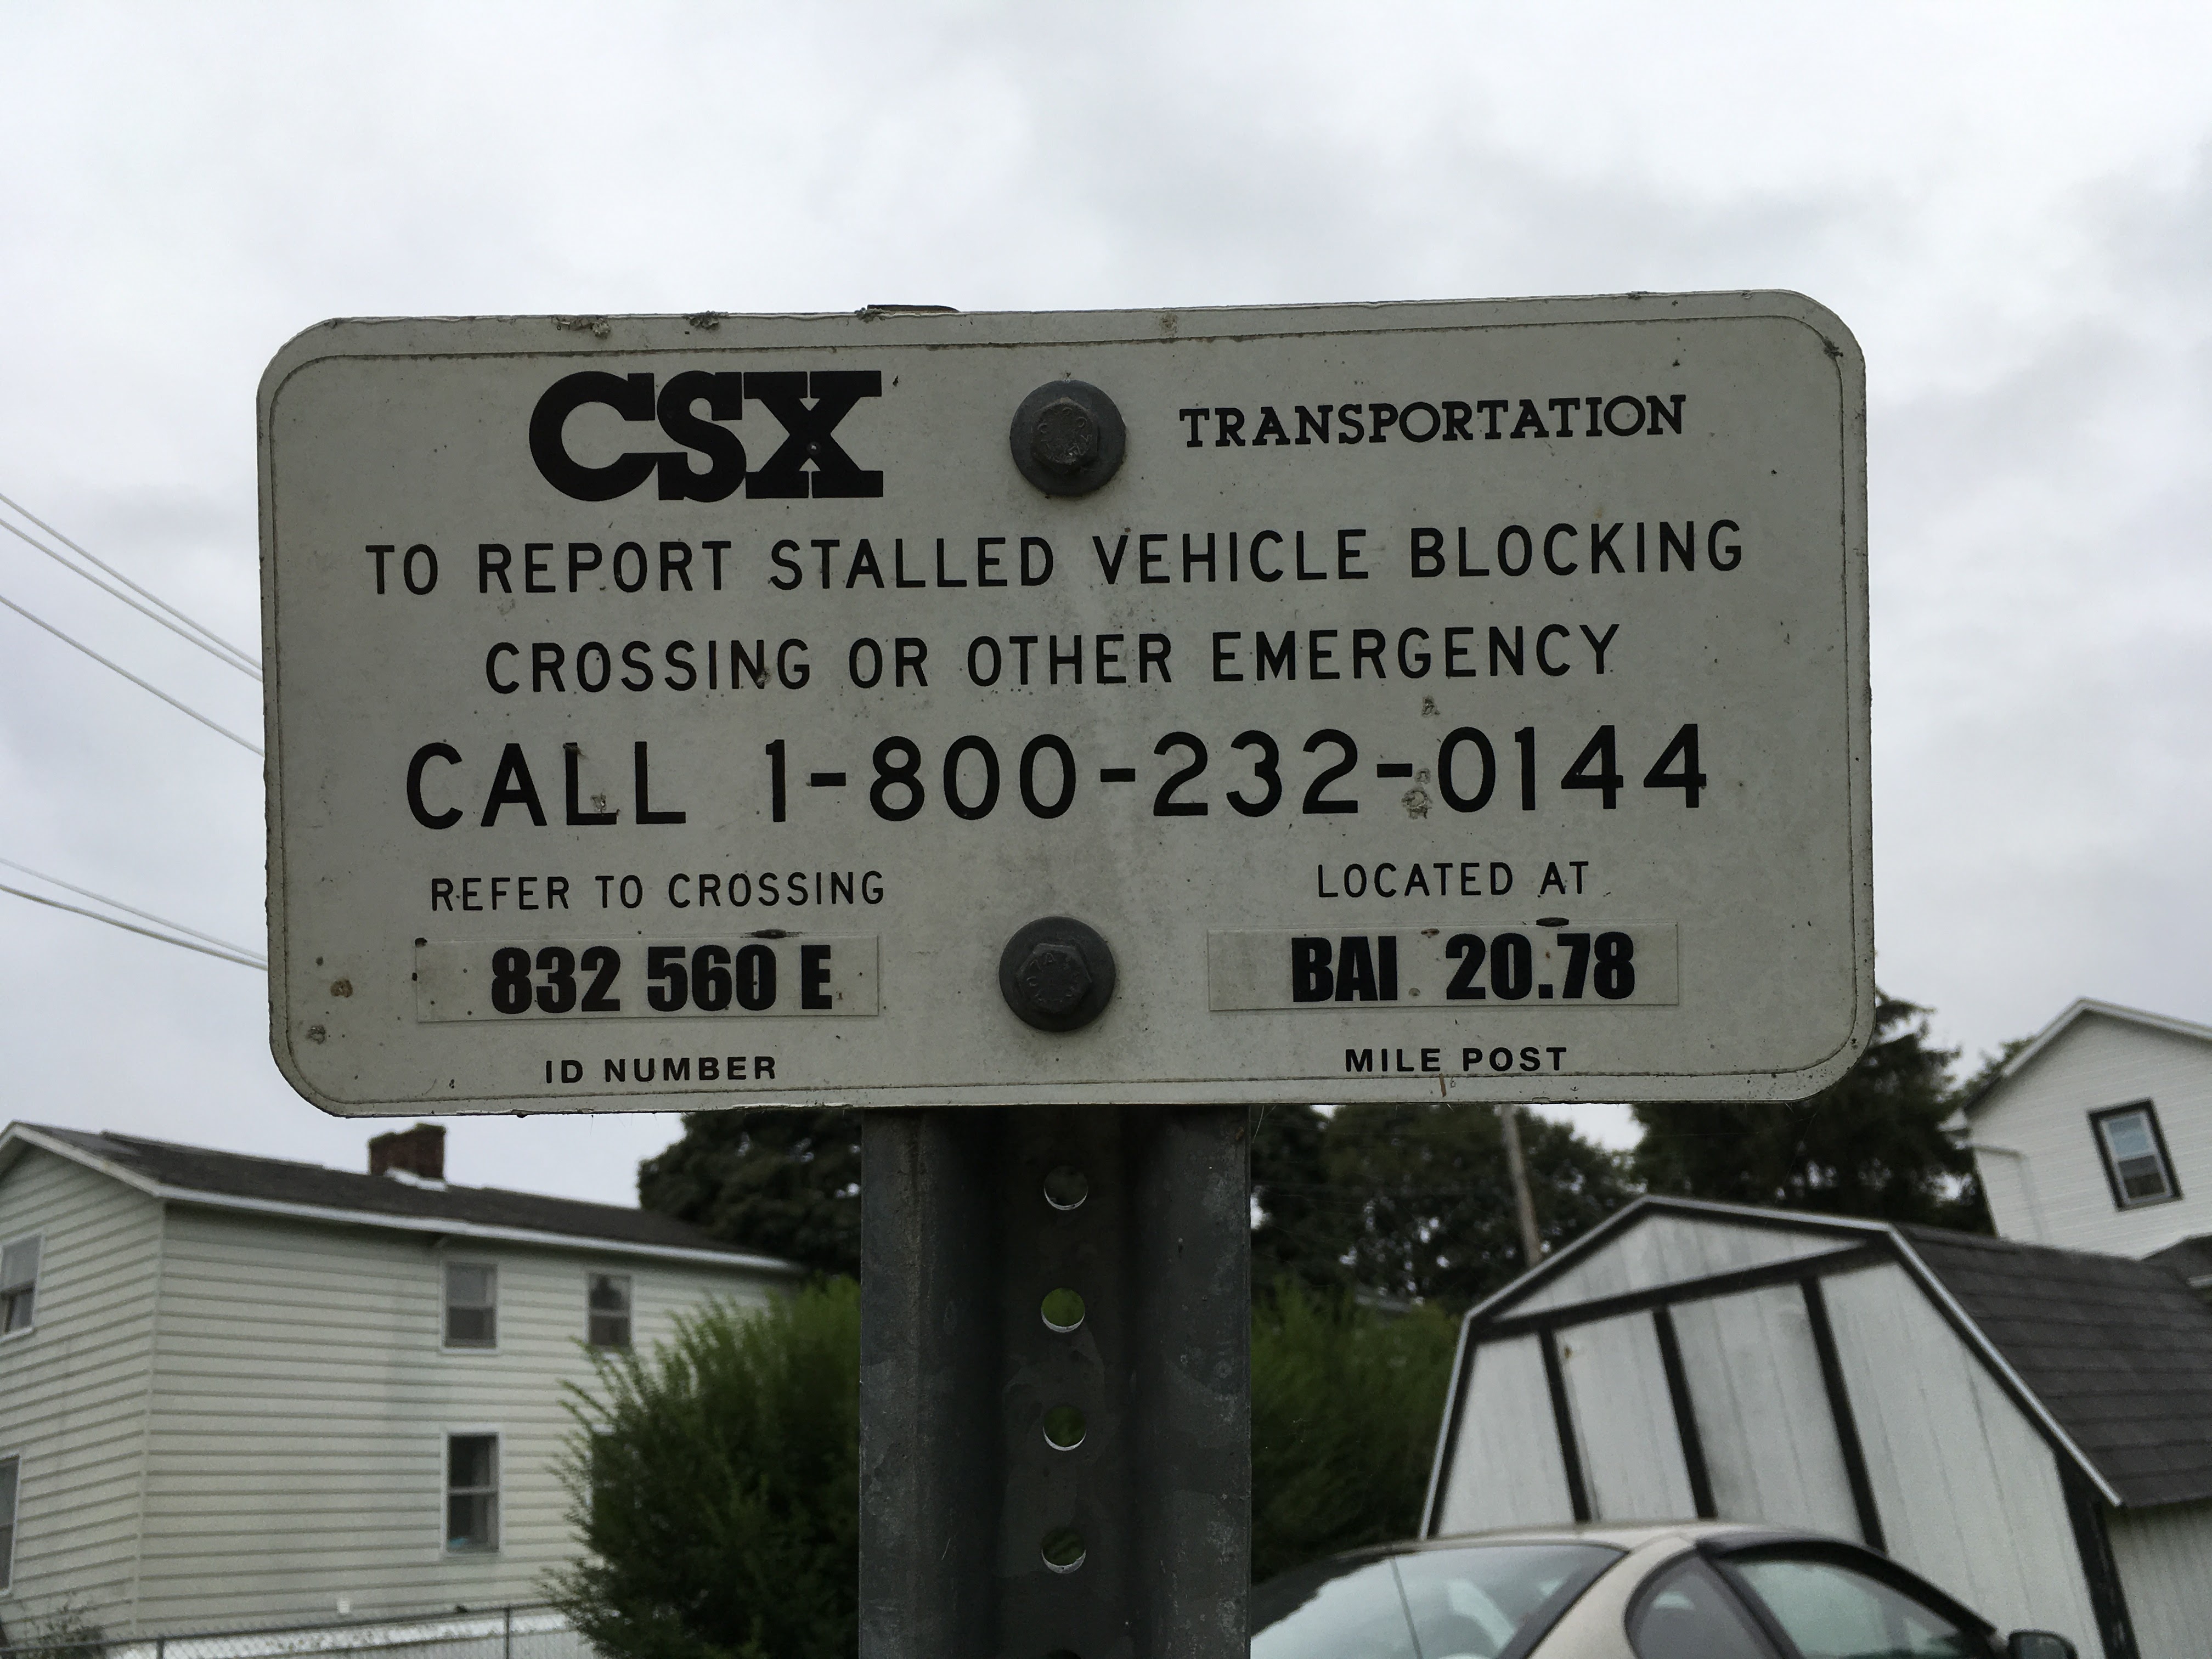 CSX TRANSPORTATION
TO REPORT STALLED VEHICLE BLOCKING
CROSSING OR OTHER EMERGENCY
CALL 1-800-232-0144
REFER TO CROSSING
832 560 E
ID NUMBER
LOCATED AT
BAI 20.78
MILE POST